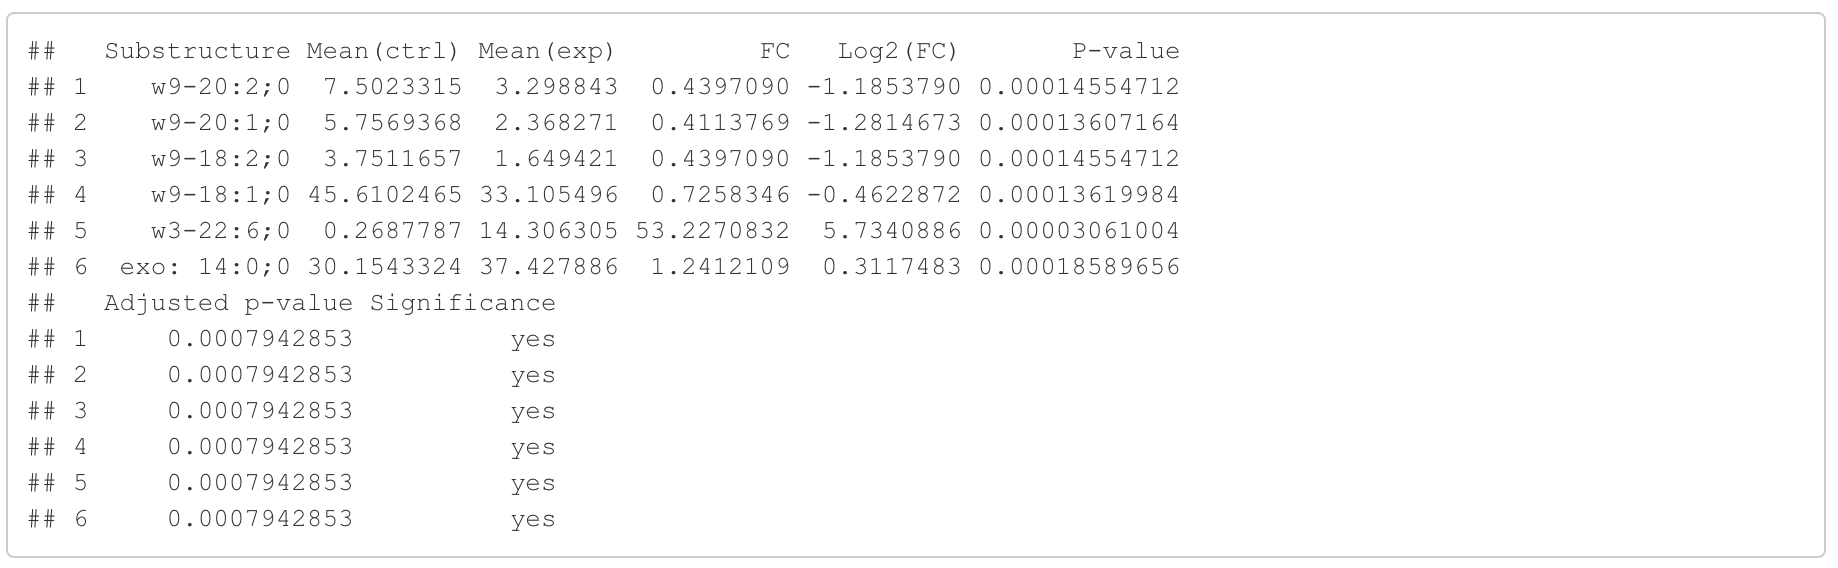 ##   Substructure Mean(ctrl) Mean(exp)         FC   Log2(FC)       P-value
## 1    w9-20:2;0  7.5023315  3.298843  0.4397090 -1.1853790 0.00014554712
## 2    w9-20:1;0  5.7569368  2.368271  0.4113769 -1.2814673 0.00013607164
## 3    w9-18:2;0  3.7511657  1.649421  0.4397090 -1.1853790 0.00014554712
## 4    w9-18:1;0 45.6102465 33.105496  0.7258346 -0.4622872 0.00013619984
## 5    w3-22:6;0  0.2687787 14.306305 53.2270832  5.7340886 0.00003061004
## 6  exo: 14:0;0 30.1543324 37.427886  1.2412109  0.3117483 0.00018589656
##   Adjusted p-value Significance
## 1     0.0007942853          yes
## 2     0.0007942853          yes
## 3     0.0007942853          yes
## 4     0.0007942853          yes
## 5     0.0007942853          yes
## 6     0.0007942853          yes